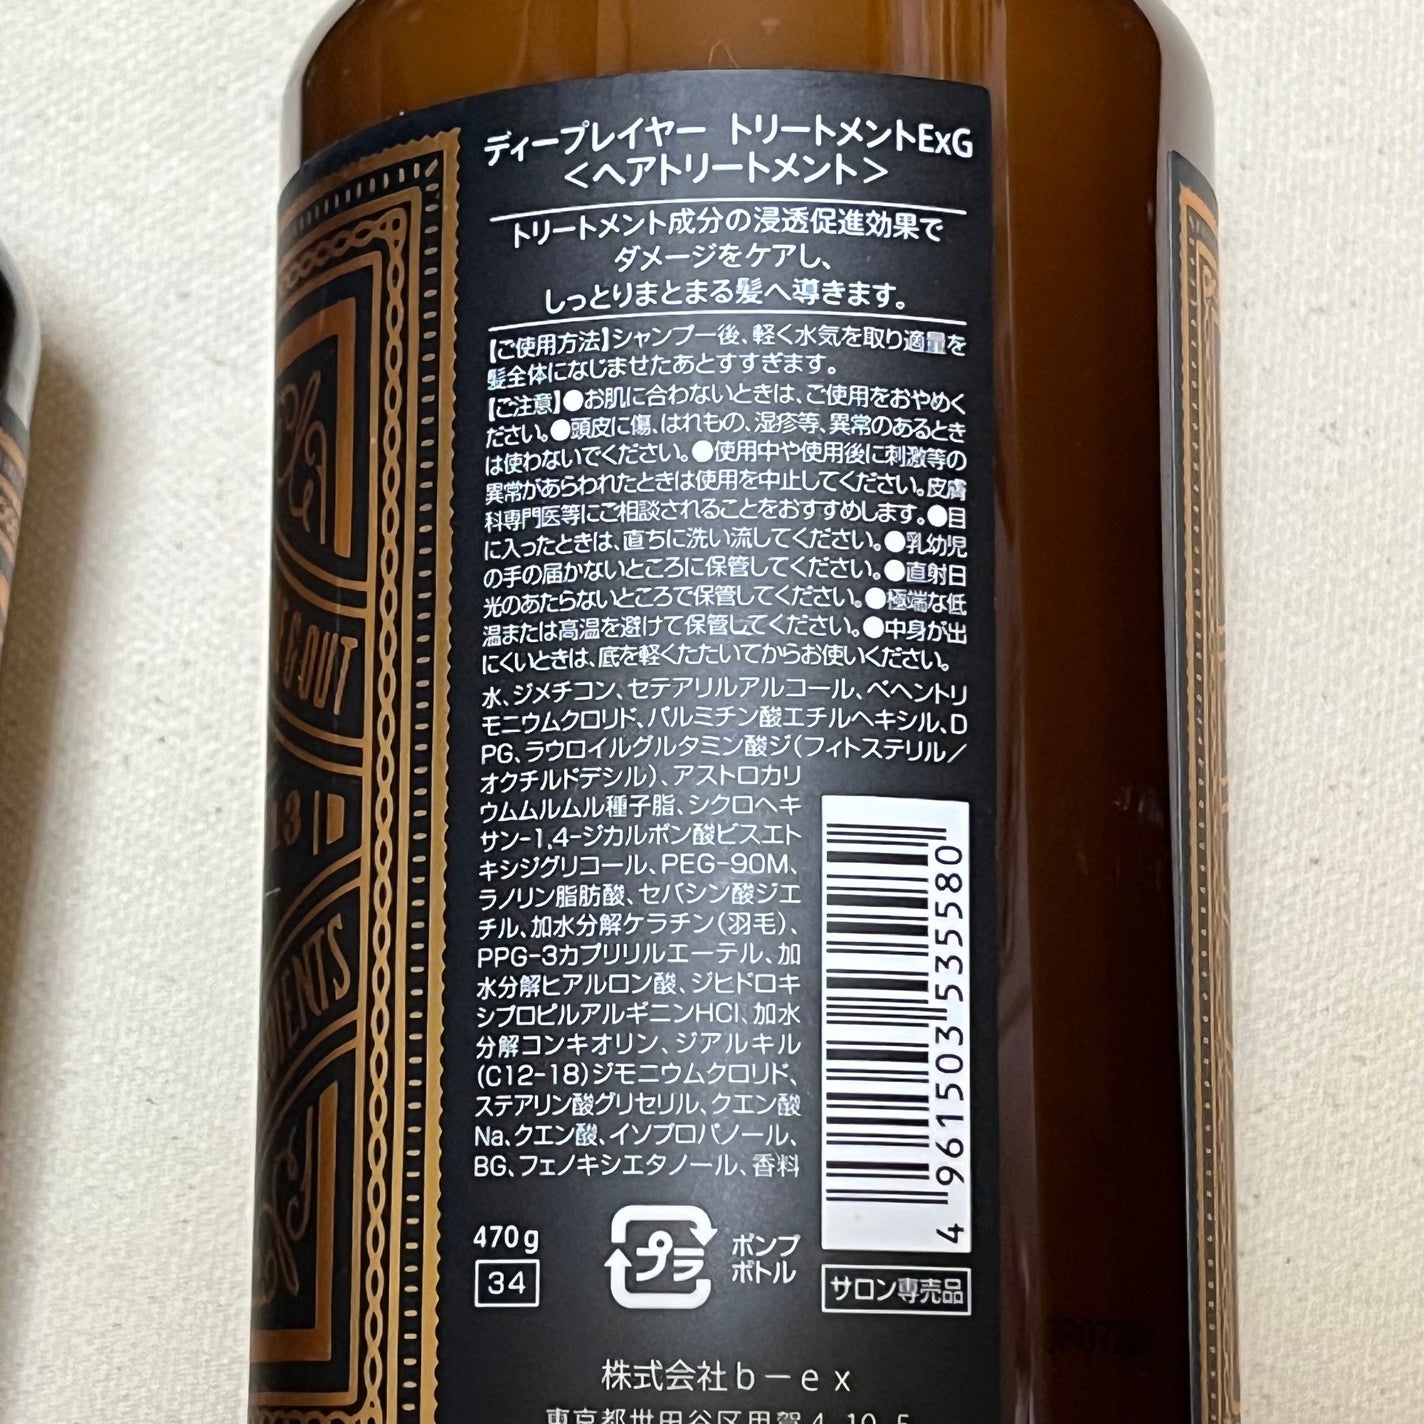 ディープレイヤー トリートメントExG
<ヘアトリートメント>
トリートメント成分の浸透促進効果で
ダメージをケアし、
しっとりまとまる髪へ導きます。
【ご使用方法】シャンプー後、軽く水気を取り適量を
髪全体になじませたあとすすぎます。
【ご注意】●お肌に合わないときは、ご使用をおやめく
ださい。●頭皮に傷、はれもの、湿疹等、異常のあるとき
は使わないでください。●使用中や使用後に刺激等の
異常があらわれたときは使用を中止してください。皮膚
科専門医等にご相談されることをおすすめします。●目
に入ったときは、直ちに洗い流してください。●乳幼児
の手の届かないところに保管してください。●直射日
光のあたらないところで保管してください。●極端な低
温または高温を避けて保管してください。●中身が出
にくいときは、底を軽くたたいてからお使いください。
水、ジメチコン、セテアリルアルコール、ベヘントリ
モニウムクロリド、パルミチン酸エチルヘキシル、D
PG、ラウロイルグルタミン酸ジ(フィトステリル/
オクチルドデシル)、アストロカリ
ウムムルムル種子脂、シクロヘキ
サン-1,4-ジカルボン酸ビスエト
キシジグリコール、PEG-90M、
ラノリン脂肪酸、セバシン酸ジエ
チル、加水分解ケラチン(羽毛)、
PPG-3カプリリルエーテル、加
水分解ヒアルロン酸、ジヒドロキ
シプロピルアルギニンHCl、加水
分解コンキオリン、ジアルキル
(C12-18)ジモニウムクロリド、
ステアリン酸グリセリル、クエン酸
Na、クエン酸、イソプロパノール、
BG、フェノキシエタノール、香料
4 961503 535580
470g
34
プラ
ポンプ
ボトル
サロン専売品
株式会社b-ex
東京都世田谷区用賀4-10-5
&OUT
MENTS